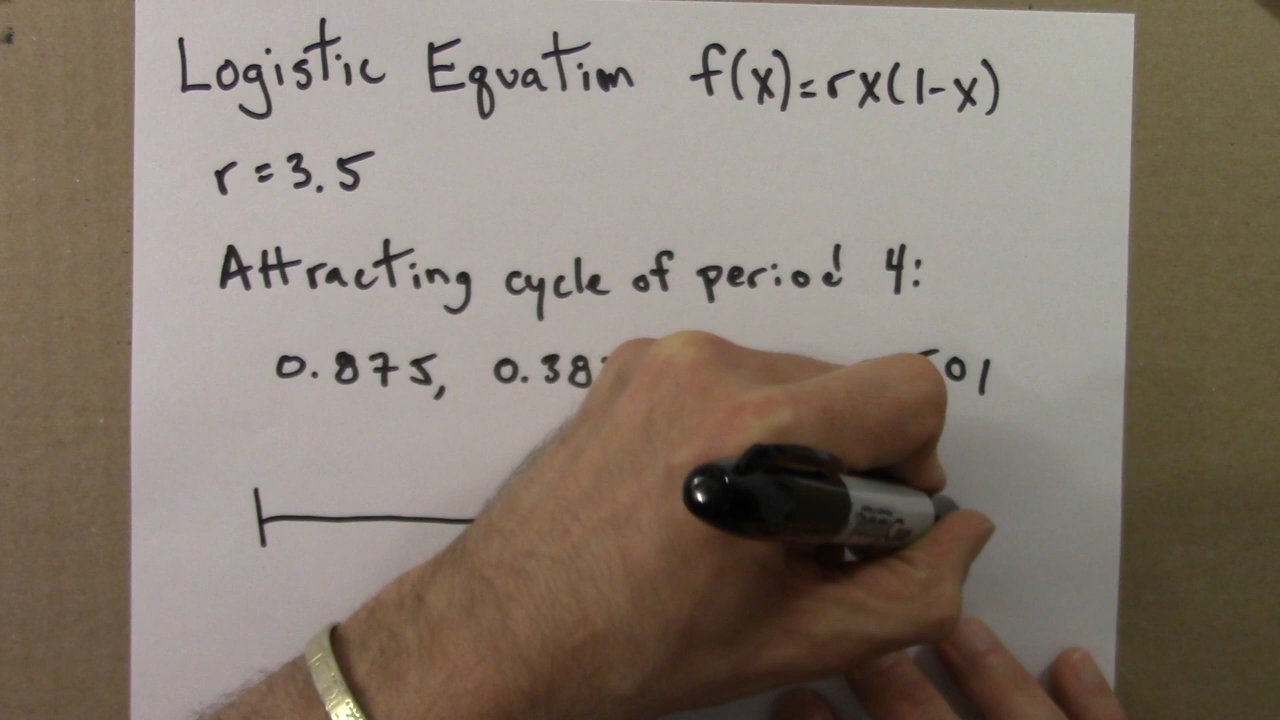 Logistic Equation f(x)=rx(1-x)
r=3.5
Attracting cycle of period 4:
0.875, 0.38